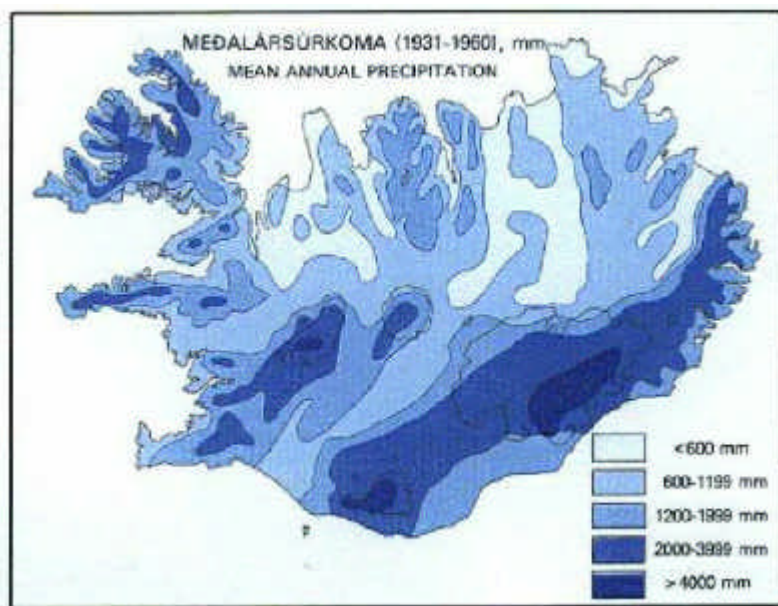 MEÐALÁRSÚRKOMA (1931-1960), mm
MEAN ANNUAL PRECIPITATION
<600 mm
600-1199 mm
1200-1999 mm
2000-3999 mm
>4000 mm